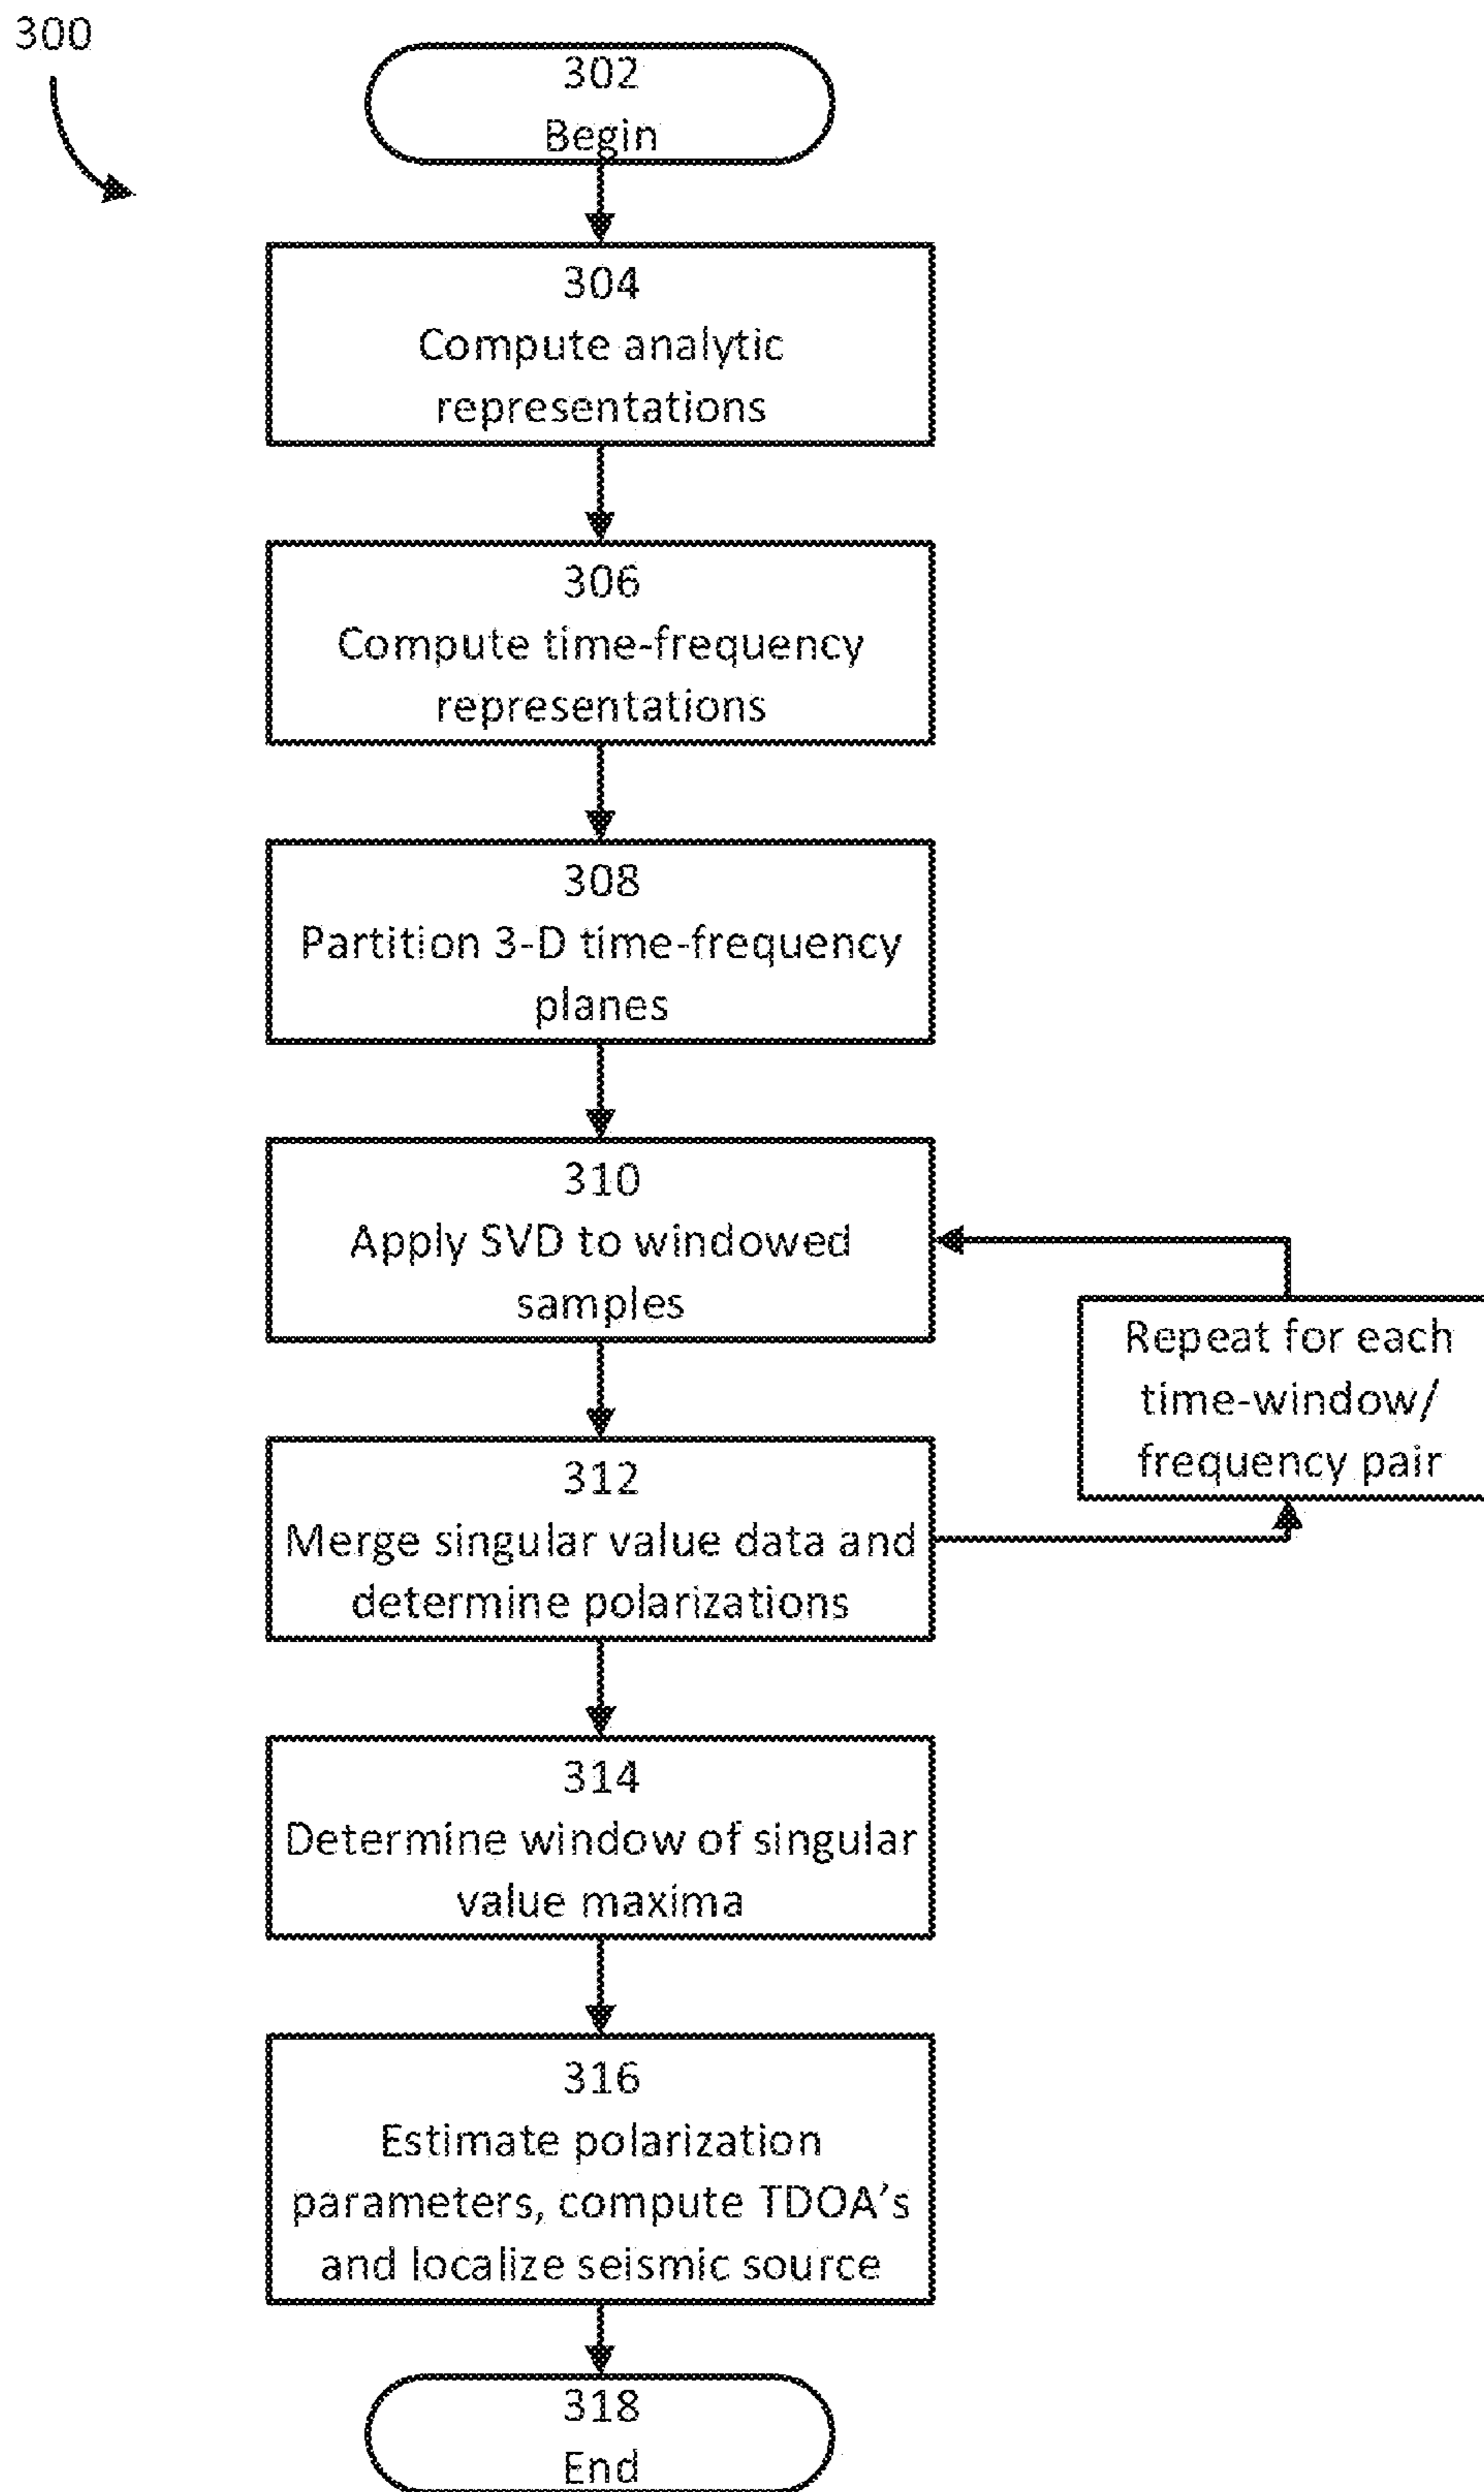 300
302
Begin
304
Compute analytic
representations
306
Compute time-frequency
representations
308
Partition 3-D time-frequency
planes
310
Apply SVD to windowed
samples
Repeat for each
time-window/
frequency pair
312
Merge singular value data and
determine polarizations
314
Determine window of singular
value maxima
316
Estimate polarization
parameters, compute TDOA's
and localize seismic source
318
End